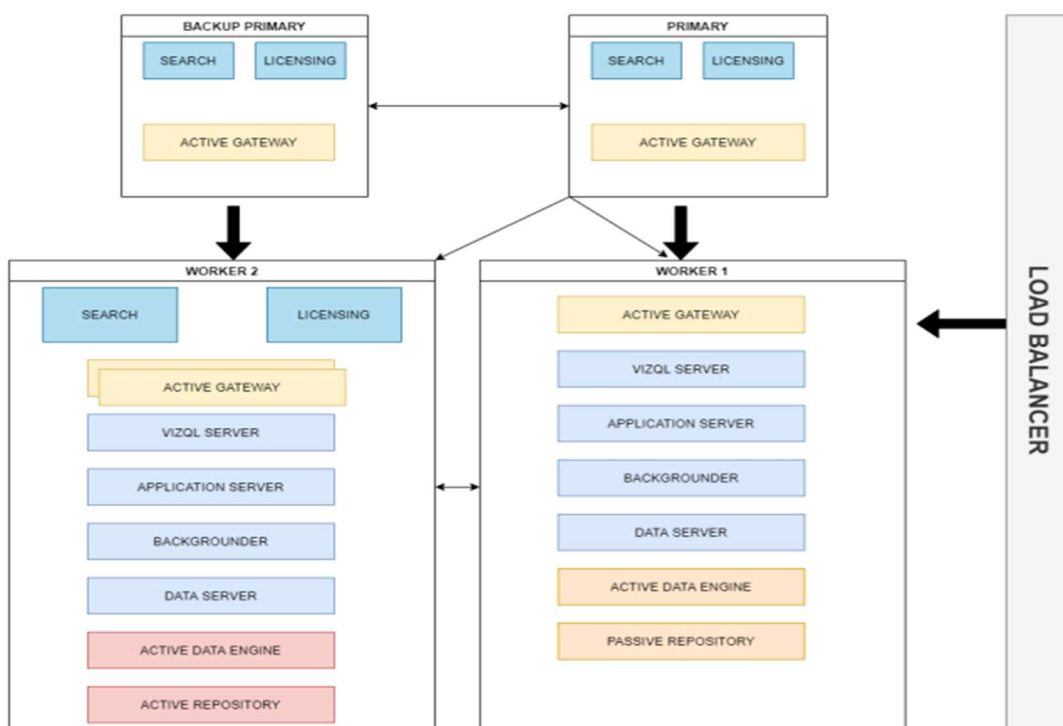 BACKUP PRIMARY
SEARCH
LICENSING
ACTIVE GATEWAY
PRIMARY
SEARCH
LICENSING
ACTIVE GATEWAY
WORKER 2
SEARCH
LICENSING
ACTIVE GATEWAY
VIZQL SERVER
APPLICATION SERVER
BACKGROUNDER
DATA SERVER
ACTIVE DATA ENGINE
ACTIVE REPOSITORY
WORKER 1
ACTIVE GATEWAY
VIZQL SERVER
APPLICATION SERVER
BACKGROUNDER
DATA SERVER
ACTIVE DATA ENGINE
PASSIVE REPOSITORY
LOAD BALANCER